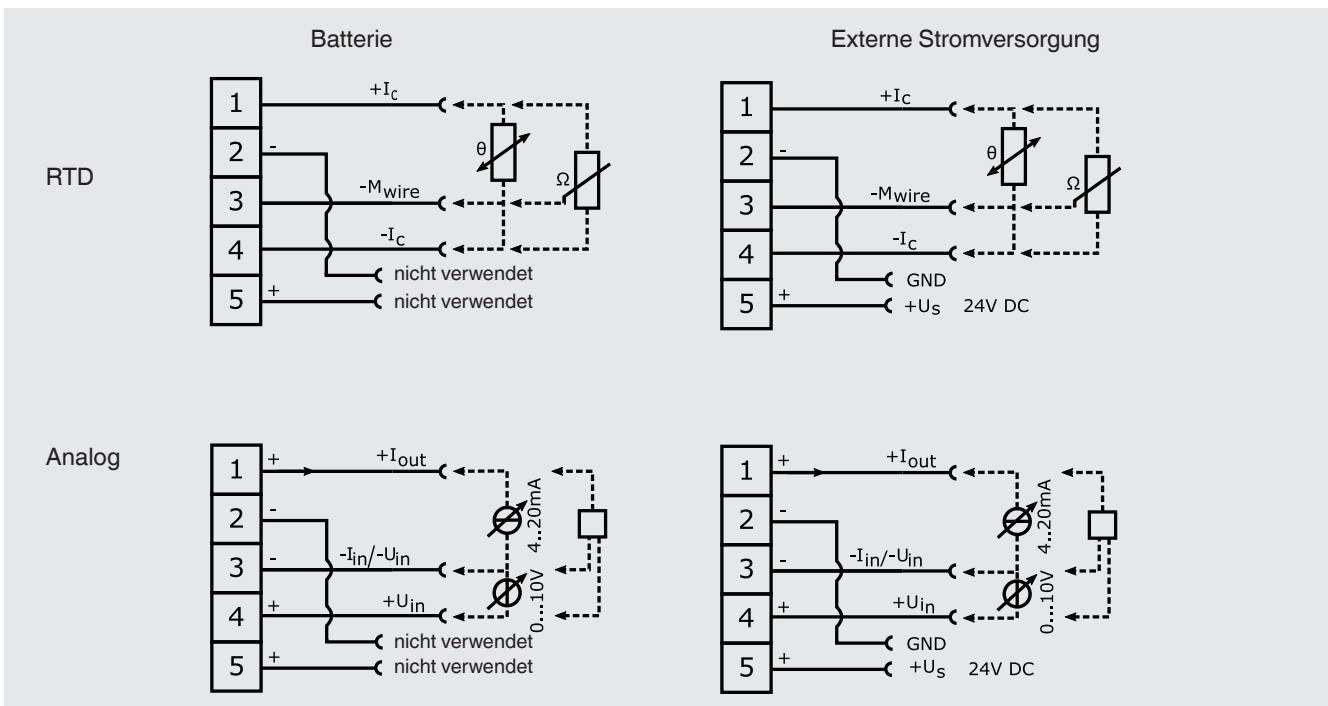 Batterie
Externe Stromversorgung
RTD
1
+Ic
2
-
θ
Ω
3
-Mwire
4
-Ic
nicht verwendet
5
+
nicht verwendet
1
+Ic
2
-
θ
Ω
3
-Mwire
4
-Ic
GND
5
+
+Us 24V DC
Analog
1
+
+Iout
2
-
4..20mA
3
-
-Iin/-Uin
0..10V
4
+
+Uin
nicht verwendet
5
+
nicht verwendet
1
+
+Iout
2
-
4..20mA
3
-
-Iin/-Uin
0..10V
4
+
+Uin
GND
5
+
+Us 24V DC